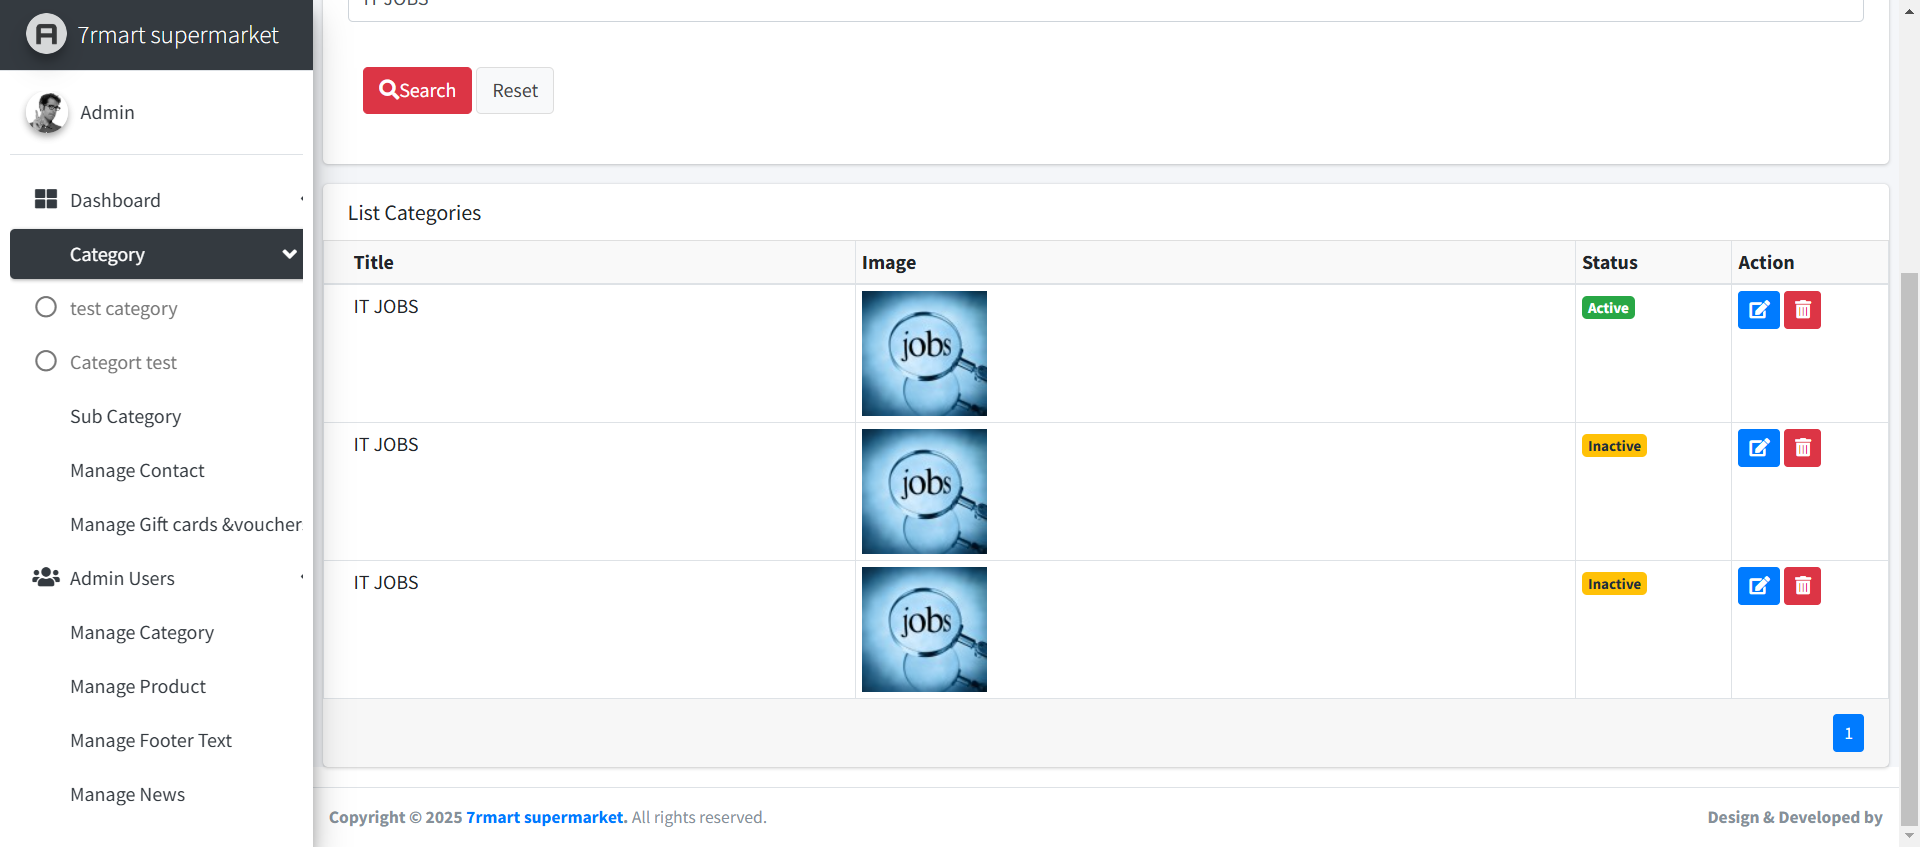 7rmart supermarket
Admin
Dashboard
Category
test category
Categort test
Sub Category
Manage Contact
Manage Gift cards &voucher
Admin Users
Manage Category
Manage Product
Manage Footer Text
Manage News
IT JOBS
Search Reset
List Categories
Title Image Status Action
IT JOBS jobs Active
IT JOBS jobs Inactive
IT JOBS jobs Inactive
1
Copyright © 2025 7rmart supermarket. All rights reserved.
Design & Developed by